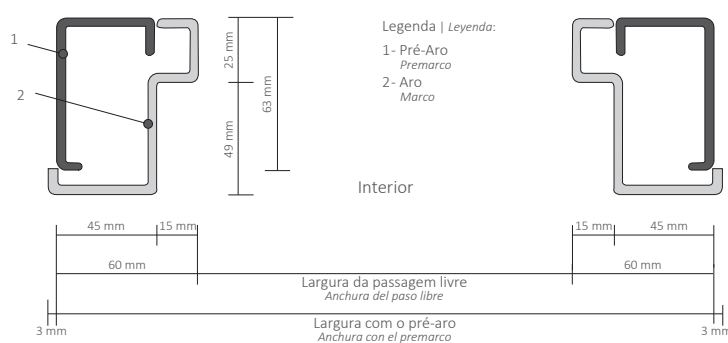 Legenda | Leyenda:
1- Pré-Aro
Premarco
2- Aro
Marco
1
2
25 mm
49 mm
63 mm
Interior
45 mm
15 mm
60 mm
15 mm
45 mm
60 mm
Largura da passagem livre
Anchura del paso libre
Largura com o pré-aro
Anchura con el premarco
3 mm
3 mm